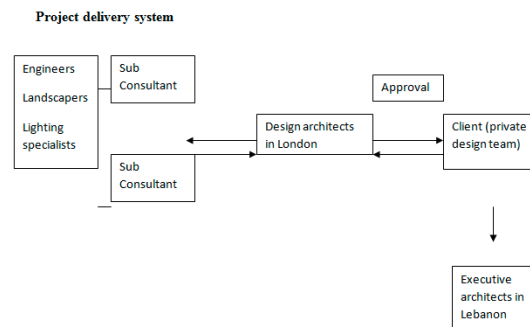 Project delivery system
Engineers
Landscapers
Lighting
specialists
Sub
Consultant
Sub
Consultant
Design architects
in London
Approval
Client (private
design team)
Executive
architects in
Lebanon